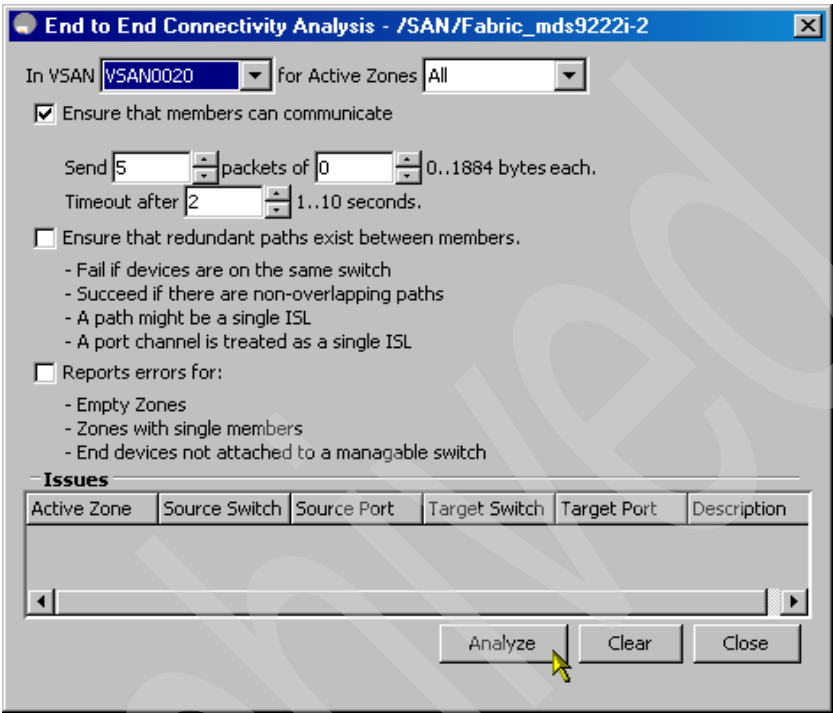 End to End Connectivity Analysis - /SAN/Fabric_mds9222i-2
In VSAN VSAN0020 for Active Zones All
Ensure that members can communicate
Send 5 packets of 0 0..1884 bytes each.
Timeout after 2 1..10 seconds.
Ensure that redundant paths exist between members.
- Fail if devices are on the same switch
- Succeed if there are non-overlapping paths
- A path might be a single ISL
- A port channel is treated as a single ISL
Reports errors for:
- Empty Zones
- Zones with single members
- End devices not attached to a managable switch
Issues
Active Zone Source Switch Source Port Target Switch Target Port Description
Analyze Clear Close